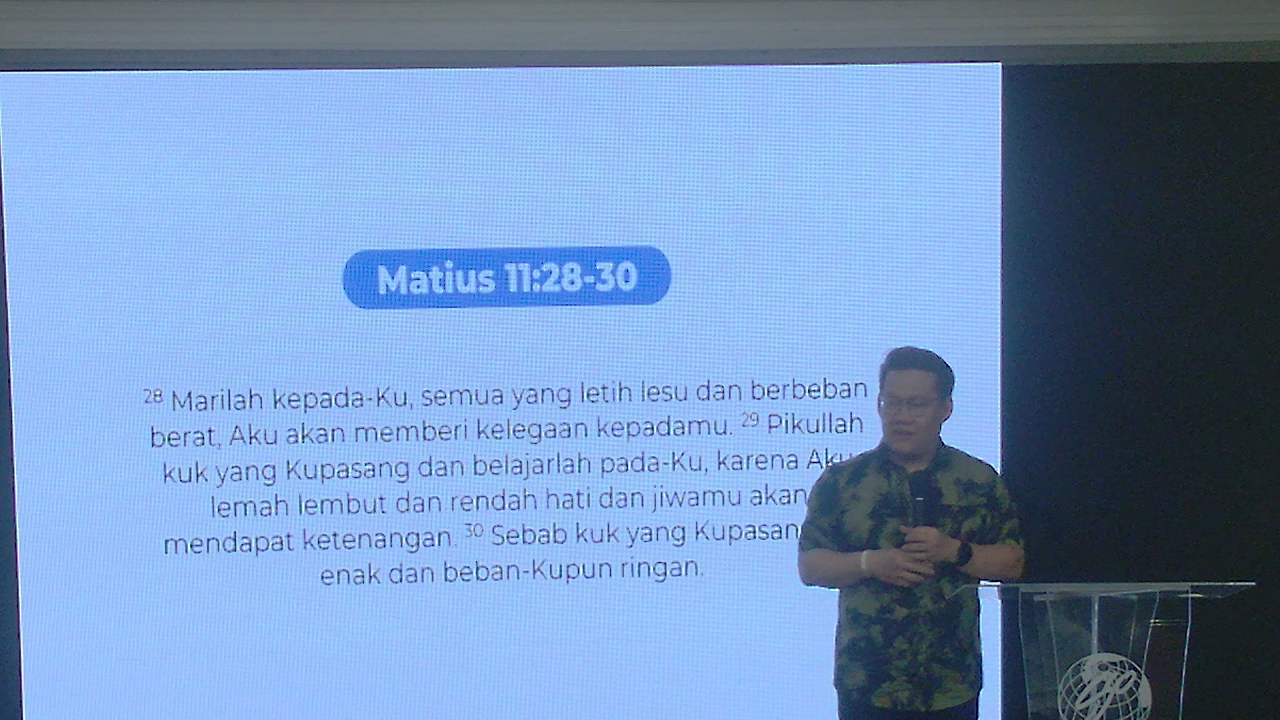 Matius 11:28-30
28 Marilah kepada-Ku, semua yang letih lesu dan berbeban
berat, Aku akan memberi kelegaan kepadamu. 29 Pikullah
kuk yang Kupasang dan belajarlah pada-Ku, karena Aku
lemah lembut dan rendah hati dan jiwamu akan
mendapat ketenangan. 30 Sebab kuk yang Kupasang
enak dan beban-Kupun ringan.